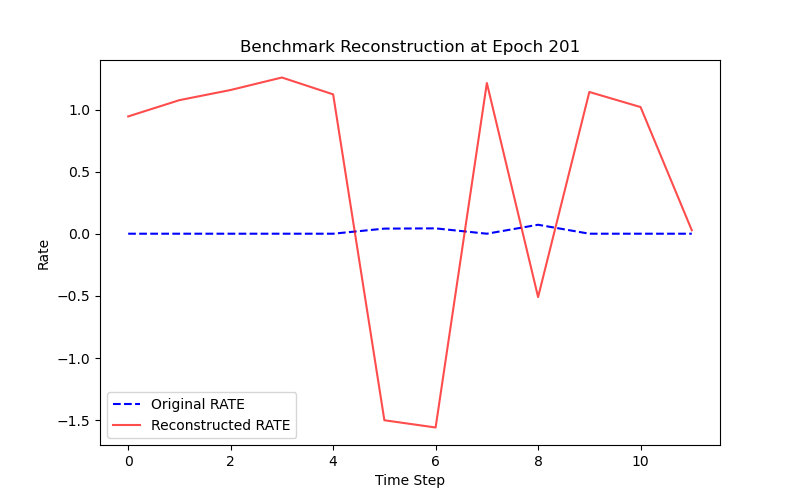 Benchmark Reconstruction at Epoch 201
Rate
1.0
0.5
0.0
−0.5
−1.0
−1.5
Original RATE
Reconstructed RATE
0 2 4 6 8 10
Time Step